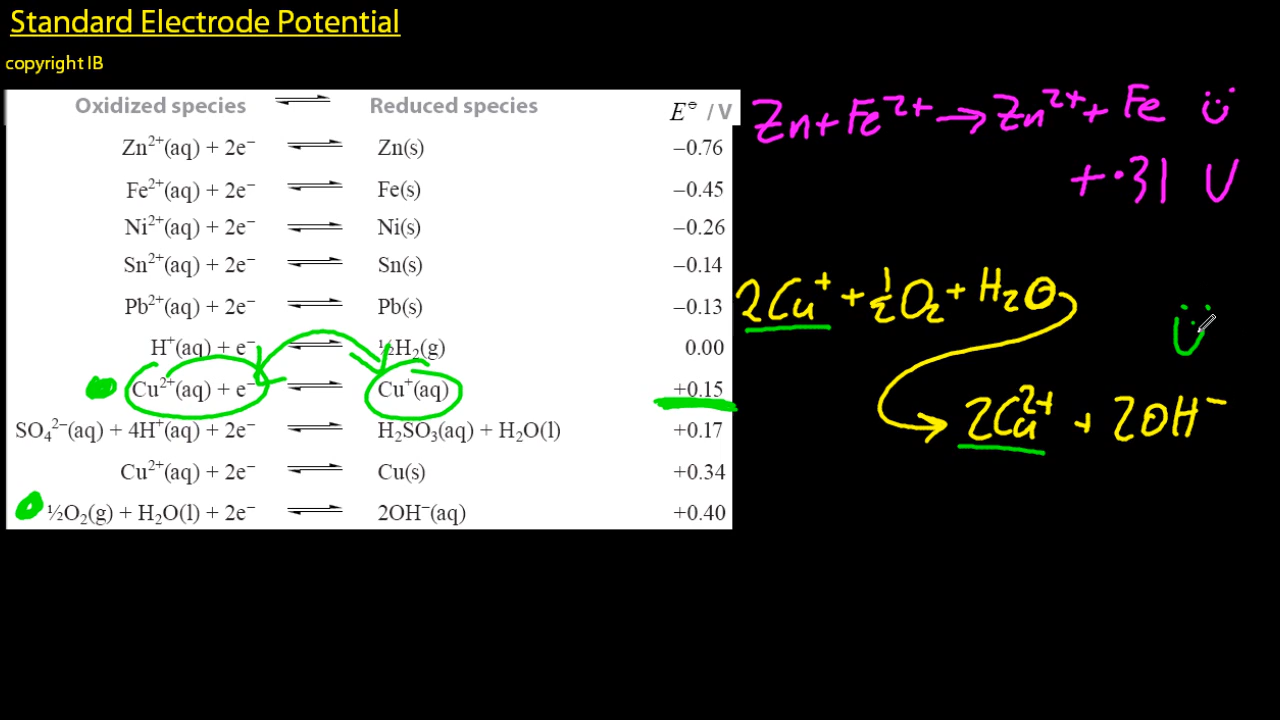 Standard Electrode Potential
copyright IB
Oxidized species ⇌ Reduced species E⊖ / V
Zn²⁺(aq) + 2e⁻ ⇌ Zn(s) –0.76
Fe²⁺(aq) + 2e⁻ ⇌ Fe(s) –0.45
Ni²⁺(aq) + 2e⁻ ⇌ Ni(s) –0.26
Sn²⁺(aq) + 2e⁻ ⇌ Sn(s) –0.14
Pb²⁺(aq) + 2e⁻ ⇌ Pb(s) –0.13
H⁺(aq) + e⁻ ⇌ ½H₂(g) 0.00
Cu²⁺(aq) + e⁻ ⇌ Cu⁺(aq) +0.15
SO₄²⁻(aq) + 4H⁺(aq) + 2e⁻ ⇌ H₂SO₃(aq) + H₂O(l) +0.17
Cu²⁺(aq) + 2e⁻ ⇌ Cu(s) +0.34
½O₂(g) + H₂O(l) + 2e⁻ ⇌ 2OH⁻(aq) +0.40
Zn + Fe²⁺ → Zn²⁺ + Fe
+.31 V
2Cu⁺ + ½O₂ + H₂O
→ 2Cu²⁺ + 2OH⁻